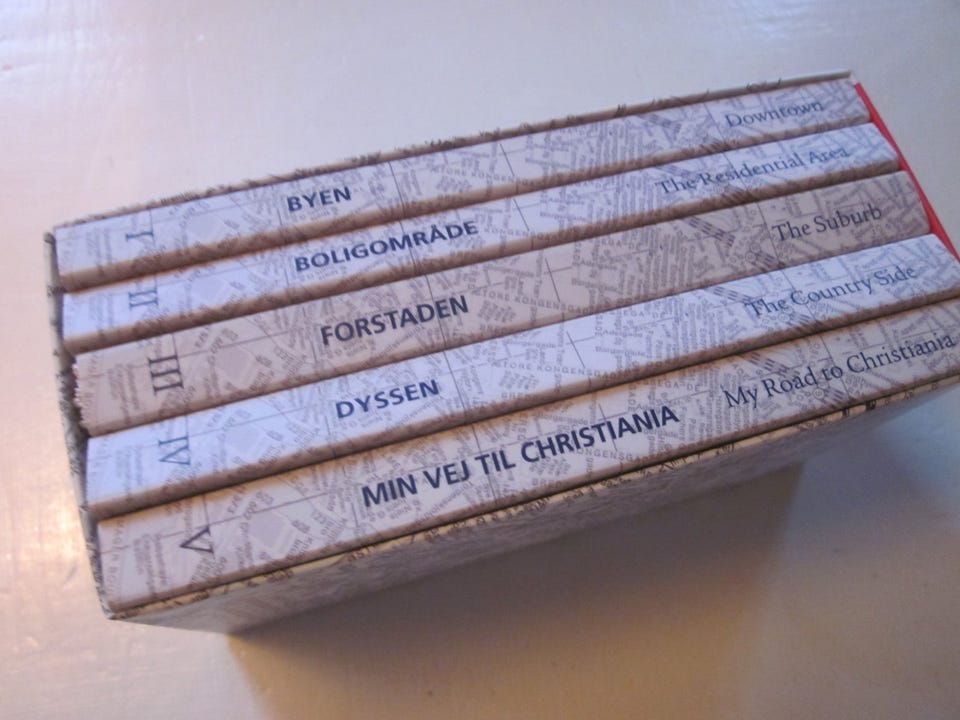 I BYEN Downtown
II BOLIGOMRÅDE The Residential Area
III FORSTADEN The Suburb
IV DYSSEN The Country Side
V MIN VEJ TIL CHRISTIANIA My Road to Christiania